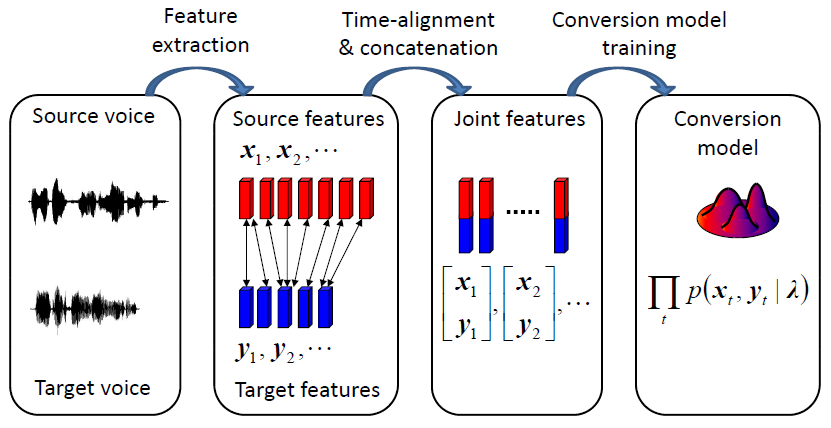 Feature
extraction
Time-alignment
& concatenation
Conversion model
training
Source voice
Target voice
Source features
x₁, x₂, ⋯
y₁, y₂, ⋯
Target features
Joint features
.....
[x₁ y₁], [x₂ y₂], ⋯
Conversion
model
∏ₜ p(xₜ, yₜ | λ)